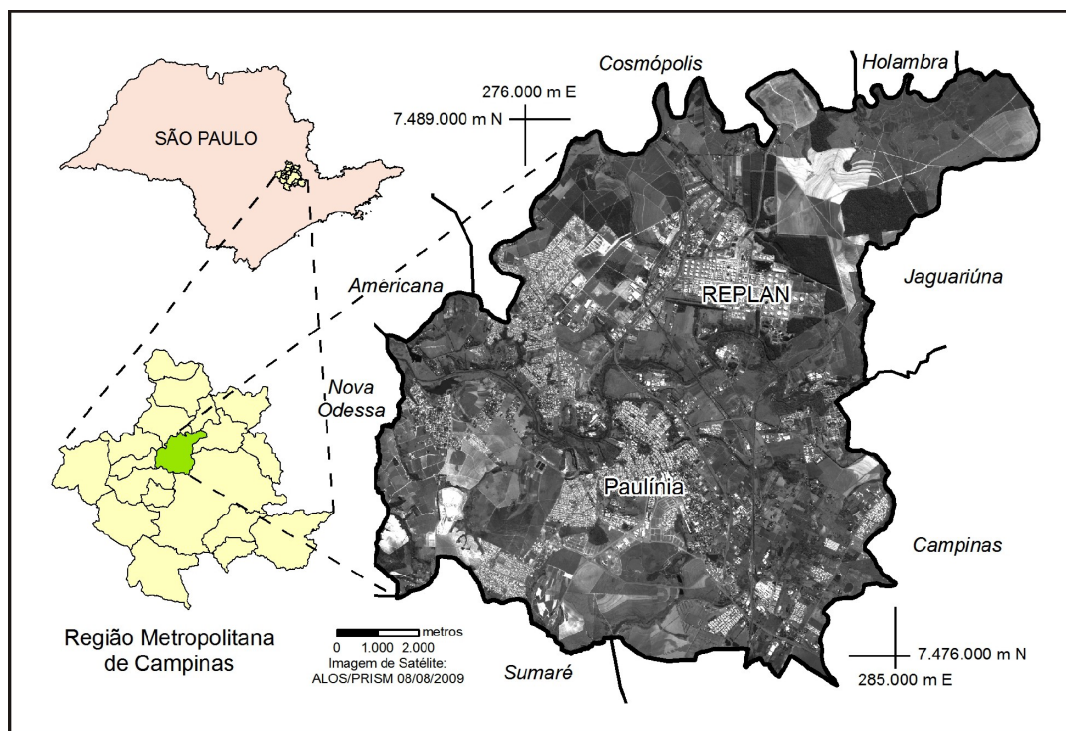 SÃO PAULO
Região Metropolitana
de Campinas
Cosmópolis
Holambra
276.000 m E
7.489.000 m N
Americana
REPLAN
Jaguariúna
Nova
Odessa
Paulínia
Campinas
Sumaré
metros
0 1.000 2.000
Imagem de Satélite:
ALOS/PRISM 08/08/2009
7.476.000 m N
285.000 m E